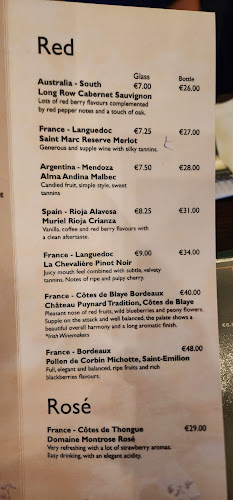 Red
Glass Bottle
Australia - South €7.00 €26.00
Long Row Cabernet Sauvignon
Lots of red berry flavours complemented
by red pepper notes and a touch of oak.
France - Languedoc €7.25 €27.00
Saint Marc Reserve Merlot
Generous and supple wine with silky tannins.
Argentina - Mendoza €7.50 €28.00
Alma Andina Malbec
Candied fruit, simple style, sweet
tannins
Spain - Rioja Alavesa €8.25 €31.00
Muriel Rioja Crianza
Vanilla, coffee and red berry flavours with
a clean aftertaste.
France - Languedoc €9.00 €34.00
La Chevalière Pinot Noir
Juicy mouth feel combined with subtle, velvety
tannins. Notes of ripe and pulpy cherry.
France - Côtes de Blaye Bordeaux €40.00
Château Puynard Tradition, Côtes de Blaye
Pleasant nose of red fruits, wild blueberries and peony flowers.
Supple on the attack and well balanced, the palate shows a
beautiful overall harmony and a long aromatic finish.
*Irish Winemakers
France - Bordeaux €48.00
Pollen de Corbin Michotte, Saint-Emilion
Full, elegant and balanced, ripe fruits and rich
blackberries flavours.
Rosé
France - Côtes de Thongue €29.00
Domaine Montrose Rosé
Very refreshing with a lot of strawberry aromas.
Easy drinking, with an elegant acidity.